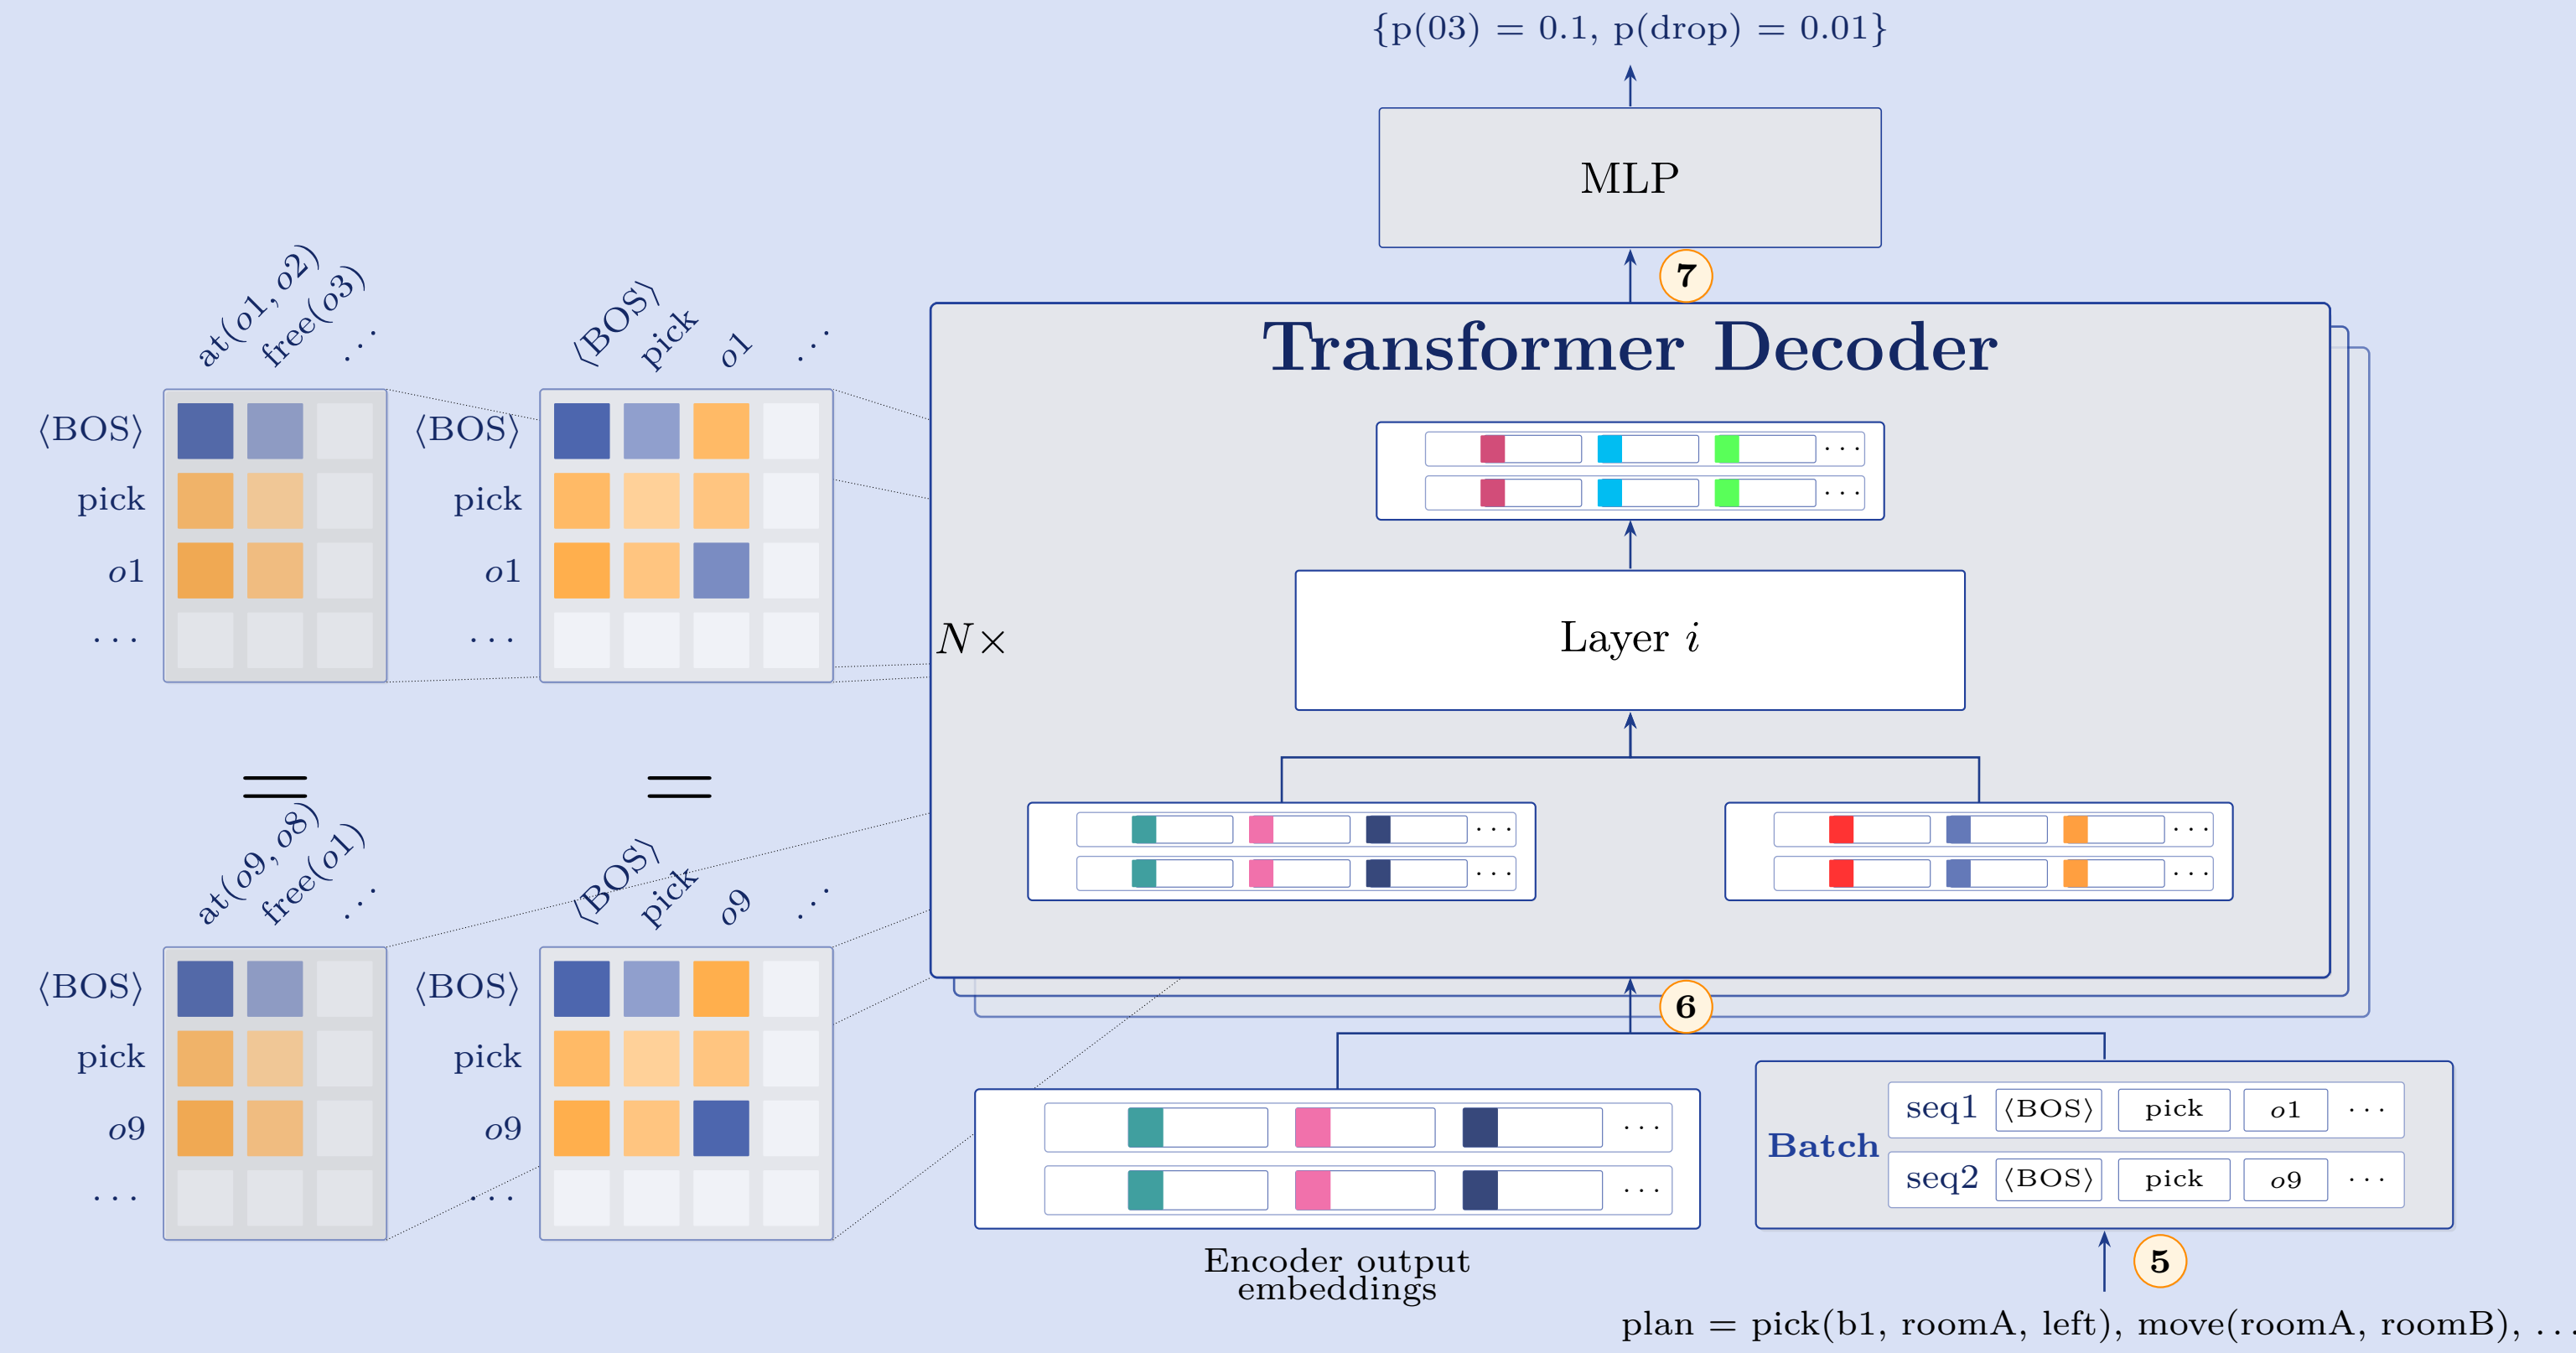 {p(03) = 0.1, p(drop) = 0.01}
MLP
7
Transformer Decoder
at(o1, o2)
free(o3)
...
⟨BOS⟩
pick
o1
...
⟨BOS⟩
pick
o1
...
⟨BOS⟩
pick
o1
...
...
...
N×
Layer i
=
=
at(o9, o8)
free(o1)
...
⟨BOS⟩
pick
o9
...
⟨BOS⟩
pick
o9
...
⟨BOS⟩
pick
o9
...
...
...
...
...
6
...
...
Encoder output
embeddings
Batch
seq1 ⟨BOS⟩ pick o1 ...
seq2 ⟨BOS⟩ pick o9 ...
5
plan = pick(b1, roomA, left), move(roomA, roomB), ...